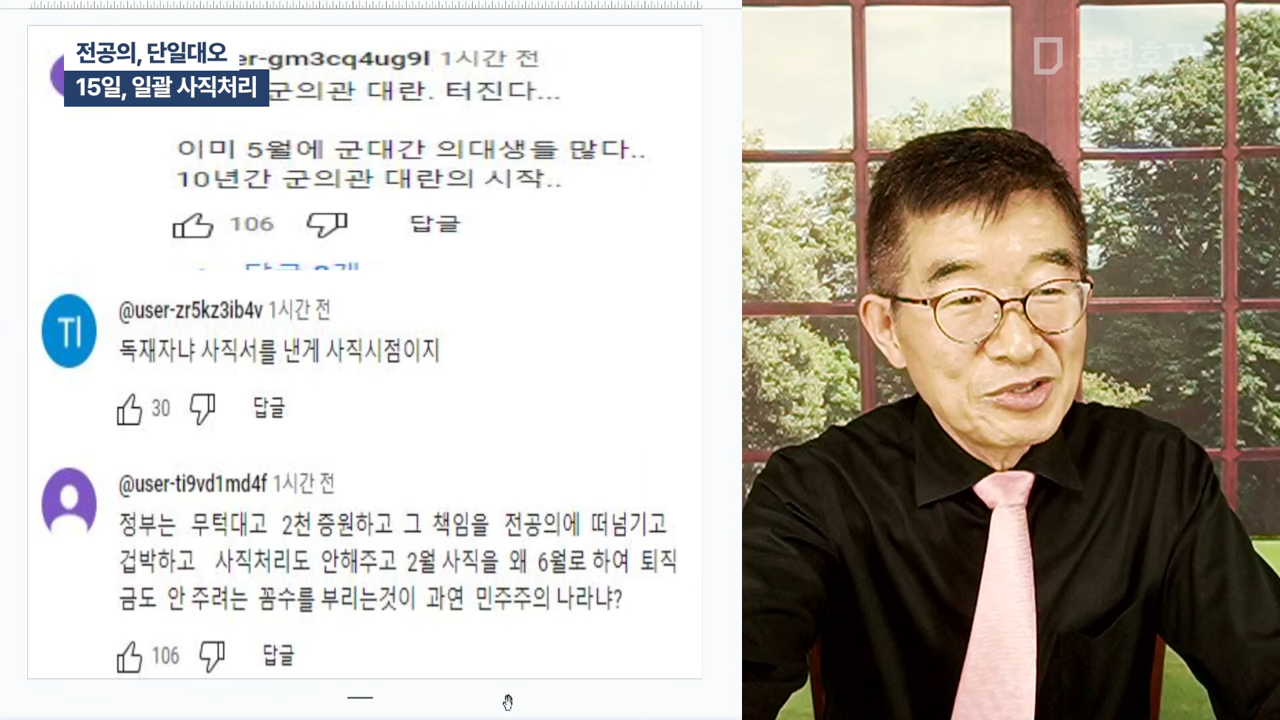 전공의, 단일대오
15일, 일괄 사직처리
er-gm3cq4ug9l 1시간 전
군의관 대란. 터진다...
이미 5월에 군대간 의대생들 많다..
10년간 군의관 대란의 시작..
106 답글
@user-zr5kz3ib4v 1시간 전
TI
독재자냐 사직서를 낸게 사직시점이지
30 답글
@user-ti9vd1md4f 1시간 전
정부는 무턱대고 2천 증원하고 그 책임을 전공의에 떠넘기고
겁박하고 사직처리도 안해주고 2월 사직을 왜 6월로 하여 퇴직
금도 안 주려는 꼼수를 부리는것이 과연 민주주의 나라냐?
106 답글
공병호TV